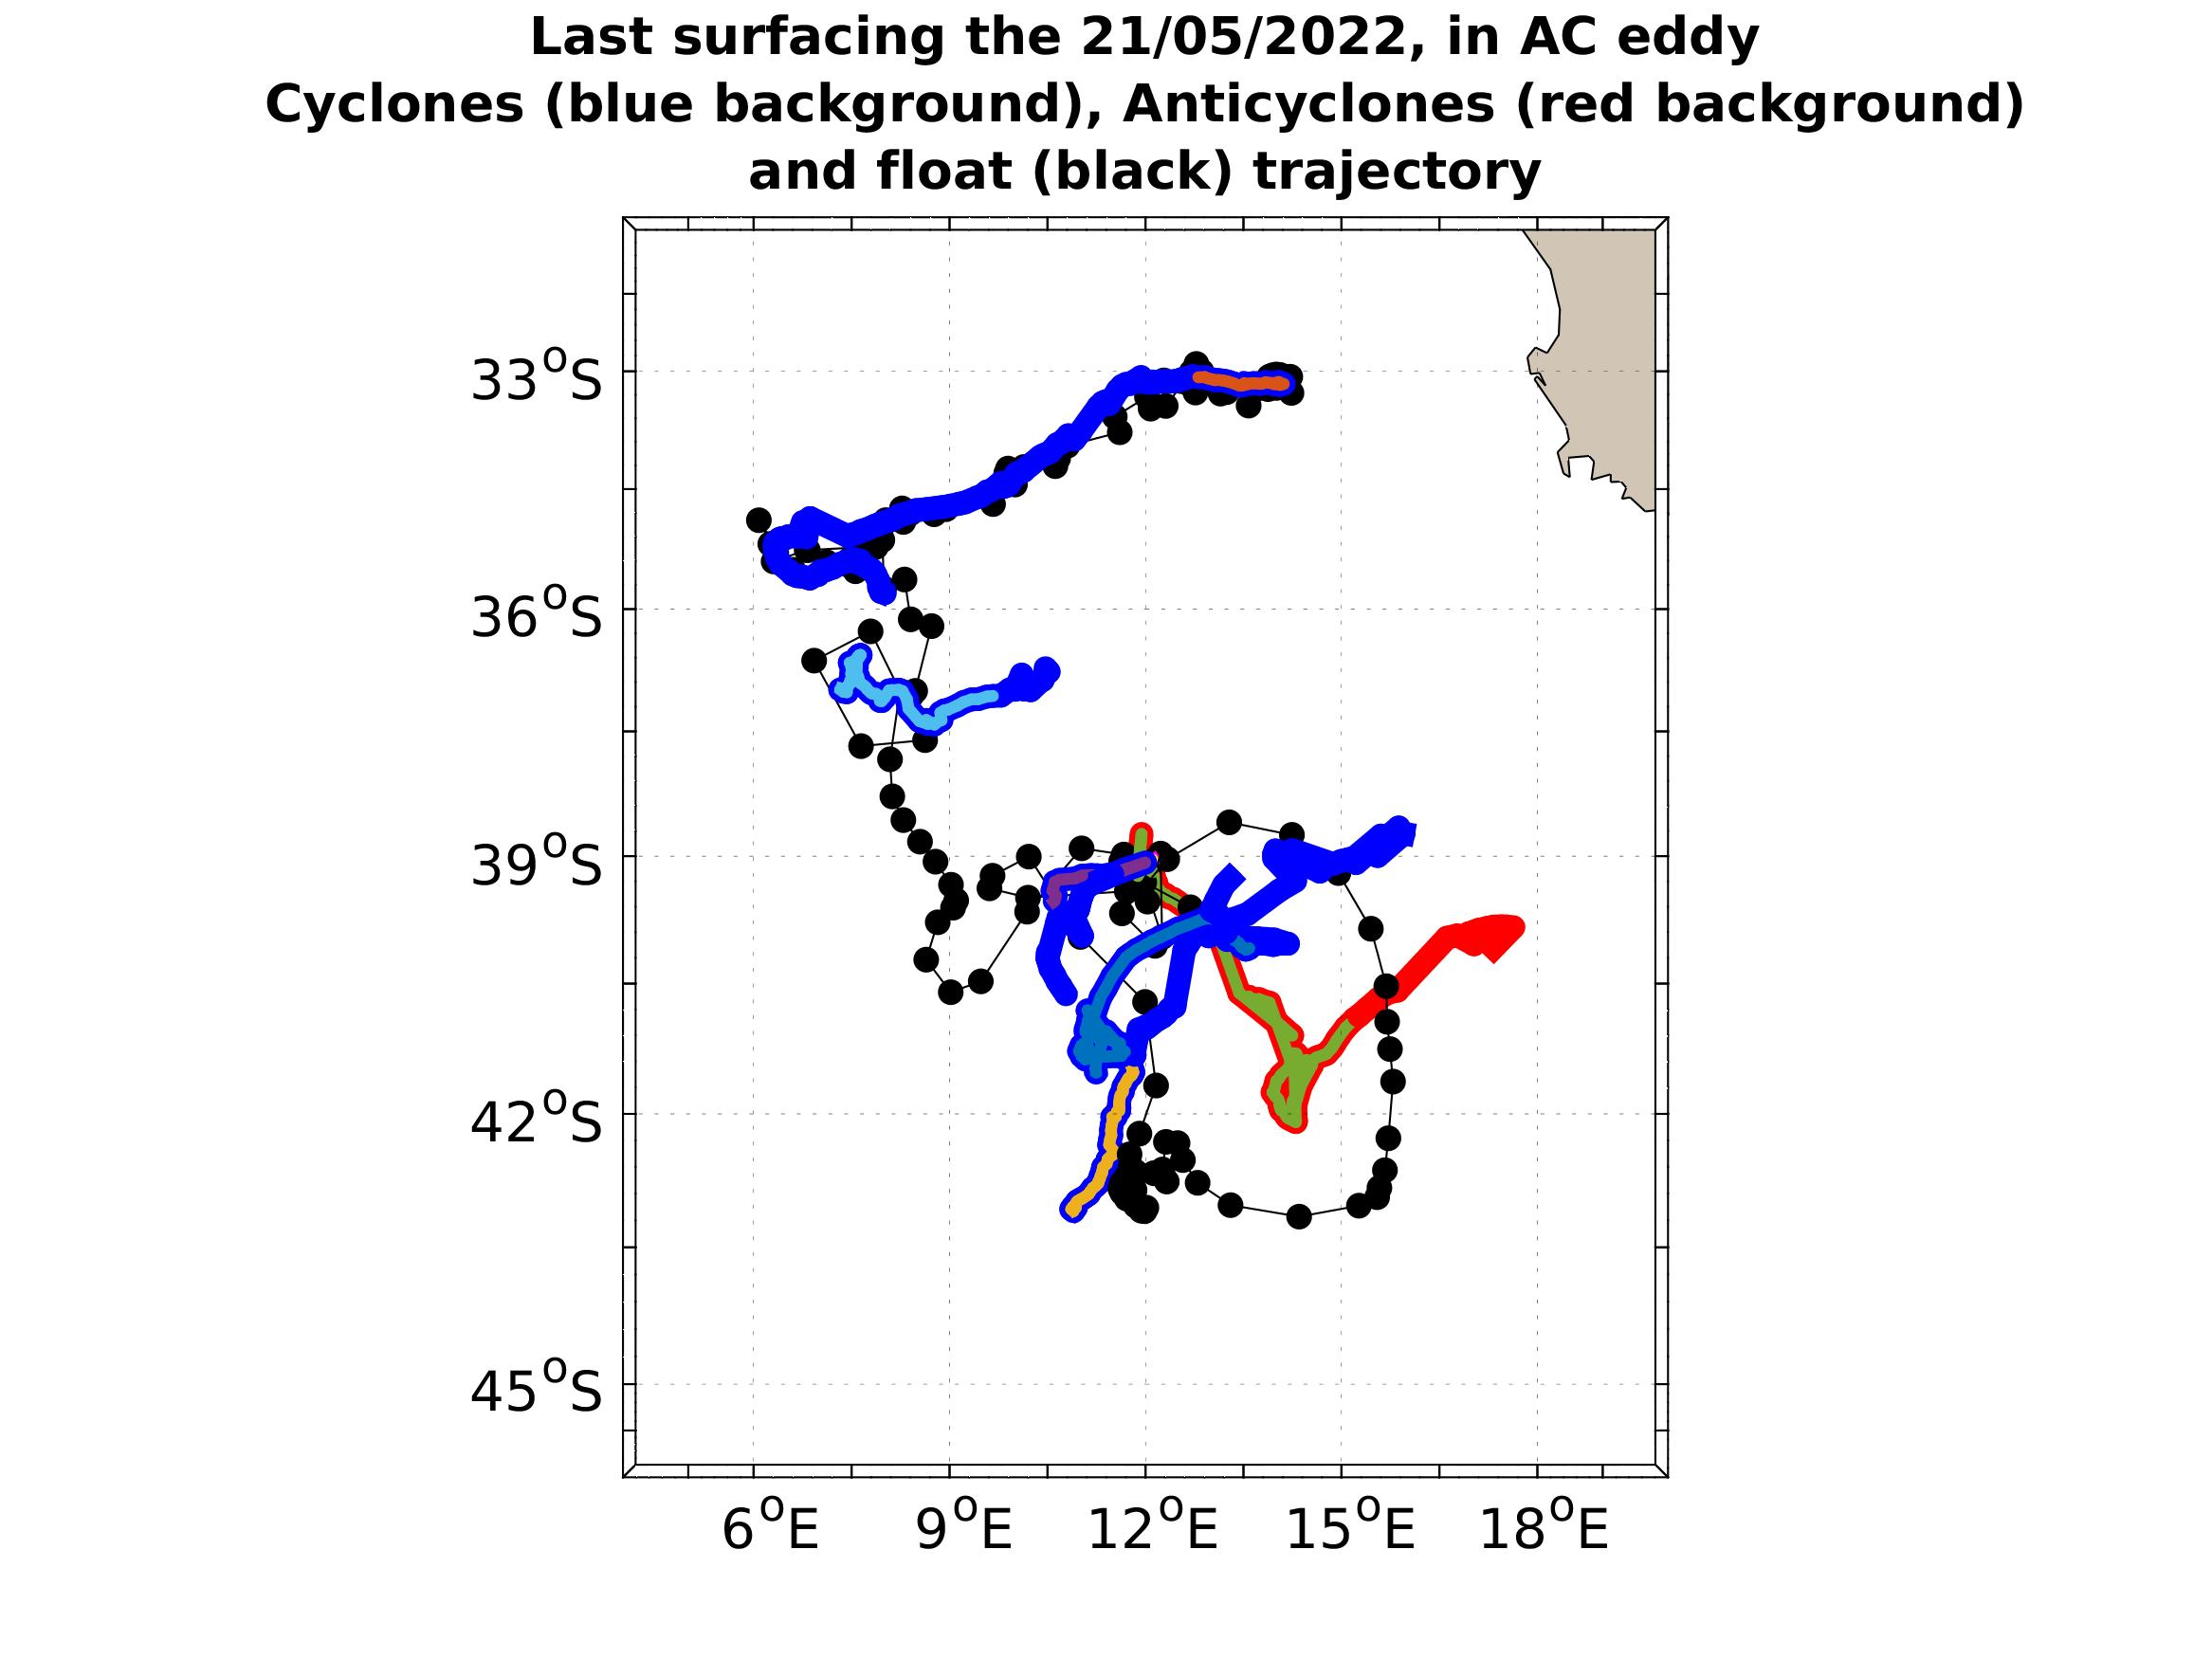 Last surfacing the 21/05/2022, in AC eddy
Cyclones (blue background), Anticyclones (red background)
and float (black) trajectory
33°S
36°S
39°S
42°S
45°S
6°E 9°E 12°E 15°E 18°E